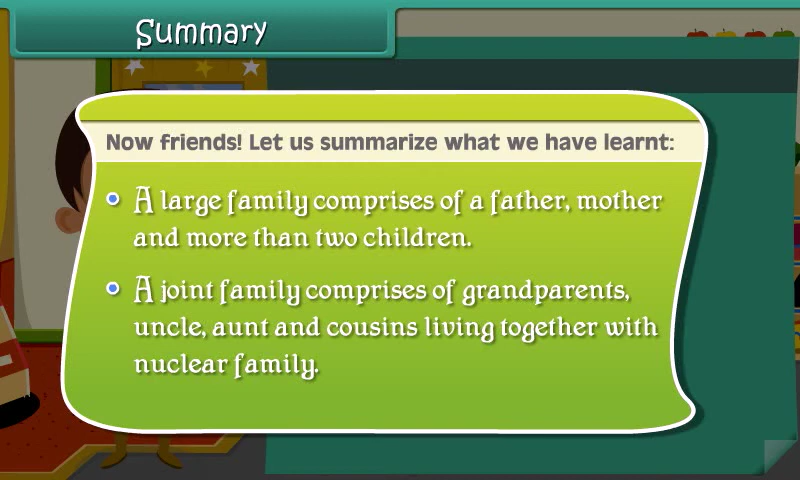 Summary
Now friends! Let us summarize what we have learnt:
A large family comprises of a father, mother
and more than two children.
A joint family comprises of grandparents,
uncle, aunt and cousins living together with
nuclear family.